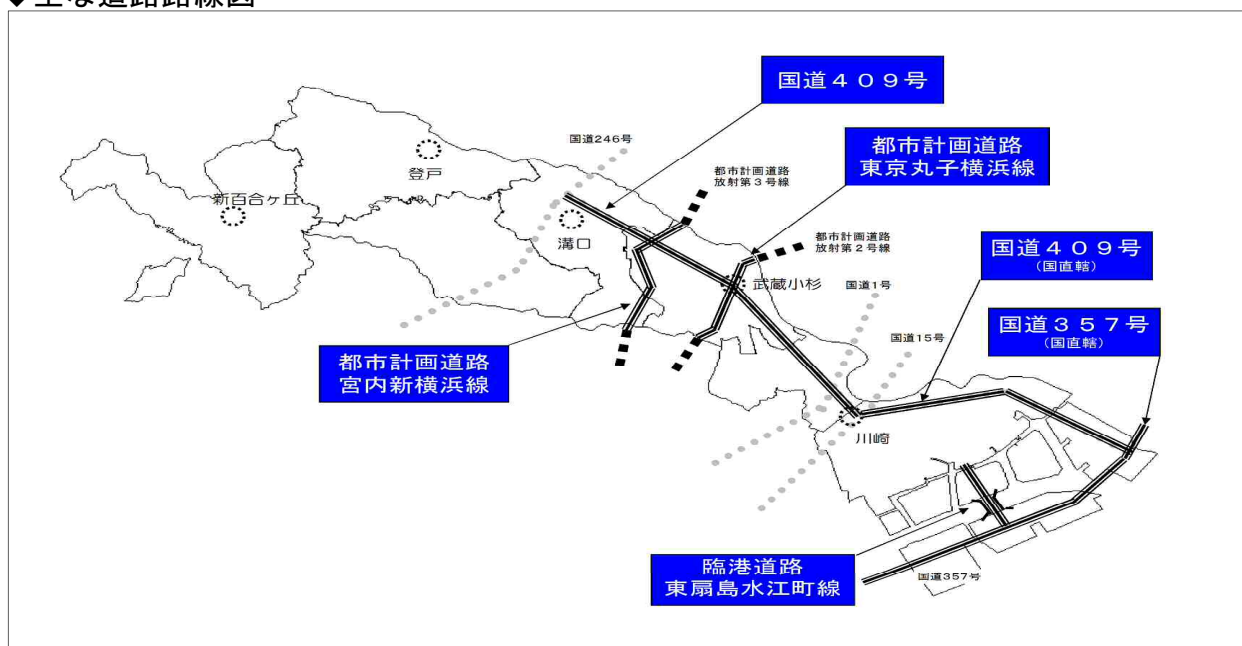 ◆主な道路路線図
国道４０９号
国道246号
都市計画道路
東京丸子横浜線
登戸
都市計画道路
放射第３号線
新百合ヶ丘
溝口
都市計画道路
放射第２号線
国道４０９号
（国直轄）
武蔵小杉
国道1号
国道３５７号
（国直轄）
国道15号
都市計画道路
宮内新横浜線
川崎
臨港道路
東扇島水江町線
国道357号